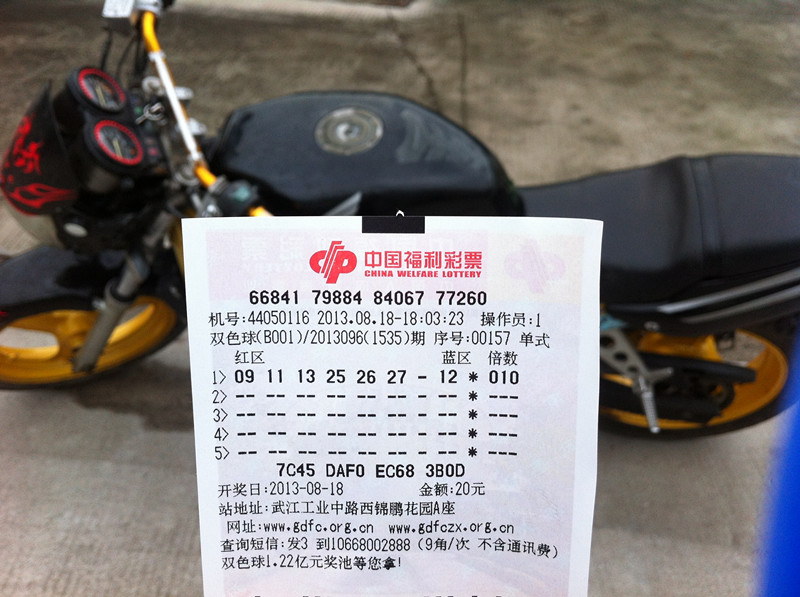 中国福利彩票
CHINA WELFARE LOTTERY
66841 79884 84067 77260
机号:44050116 2013.08.18-18:03:23 操作员:1
双色球(B001)/2013096(1535)期 序号:00157 单式
红区 蓝区 倍数
1> 09 11 13 25 26 27 - 12 * 010
2> -- -- -- -- -- -- - -- * ---
3> -- -- -- -- -- -- - -- * ---
4> -- -- -- -- -- -- - -- * ---
5> -- -- -- -- -- -- - -- * ---
7C45 DAF0 EC68 3B0D
开奖日:2013-08-18 金额:20元
站地址:武江工业中路西锦鹏花园A座
网址:www.gdfc.org.cn www.gdfczx.org.cn
查询短信:发3 到10668002888 (9角/次 不含通讯费)
双色球1.22亿元奖池等您拿!